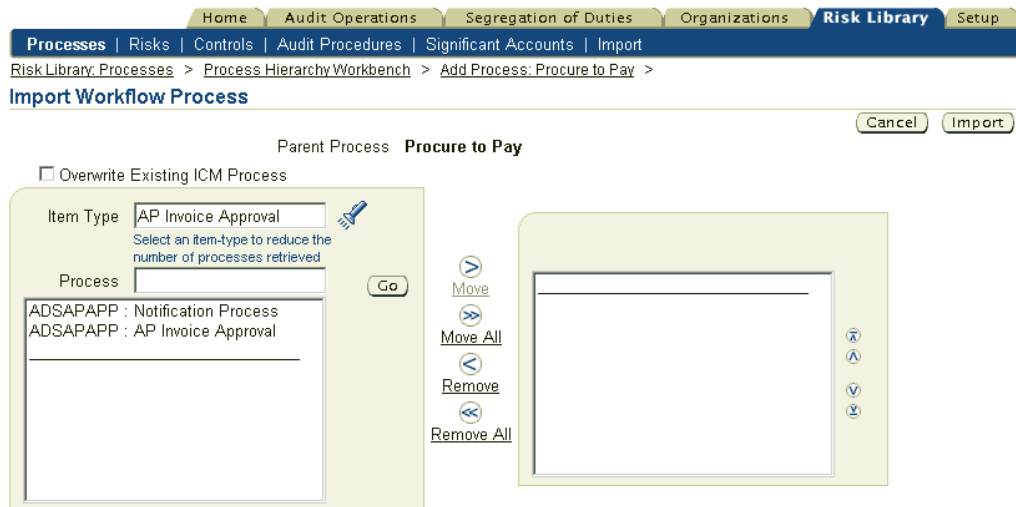 Home Audit Operations Segregation of Duties Organizations Risk Library Setup
Processes | Risks | Controls | Audit Procedures | Significant Accounts | Import
Risk Library: Processes > Process Hierarchy Workbench > Add Process: Procure to Pay >
Import Workflow Process
Cancel Import
Parent Process Procure to Pay
Overwrite Existing ICM Process
Item Type AP Invoice Approval
Select an item-type to reduce the
number of processes retrieved
Process Go
ADSAPAPP : Notification Process
ADSAPAPP : AP Invoice Approval
Move
Move All
Remove
Remove All